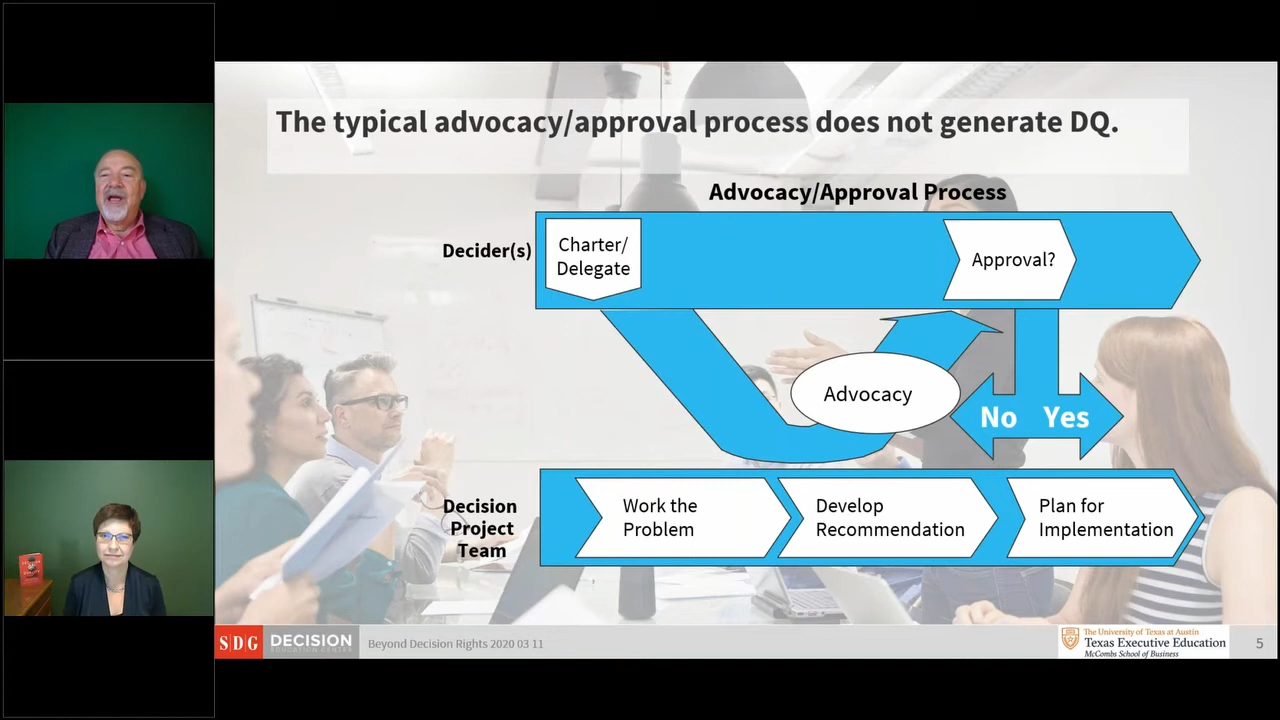 The typical advocacy/approval process does not generate DQ.
Advocacy/Approval Process
Decider(s)
Charter/
Delegate
Approval?
Advocacy
No Yes
Decision
Project
Team
Work the
Problem
Develop
Recommendation
Plan for
Implementation
SDG DECISION
EDUCATION CENTER
Beyond Decision Rights 2020 03 11
The University of Texas at Austin
Texas Executive Education
McCombs School of Business
5